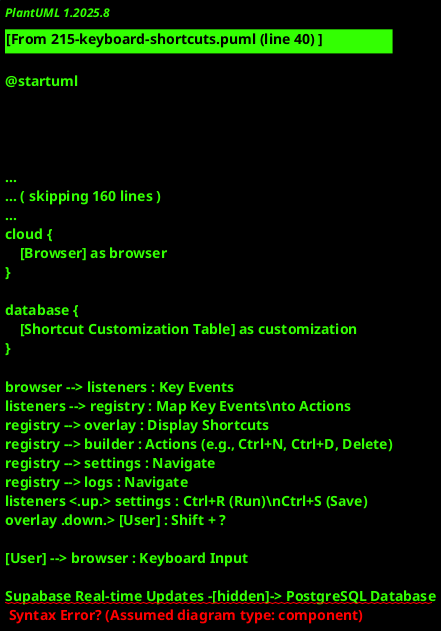 PlantUML 1.2025.8
[From 215-keyboard-shortcuts.puml (line 40) ]
@startuml
...
... ( skipping 160 lines )
...
cloud {
[Browser] as browser
}
database {
[Shortcut Customization Table] as customization
}
browser --> listeners : Key Events
listeners --> registry : Map Key Events\nto Actions
registry --> overlay : Display Shortcuts
registry --> builder : Actions (e.g., Ctrl+N, Ctrl+D, Delete)
registry --> settings : Navigate
registry --> logs : Navigate
listeners <.up.> settings : Ctrl+R (Run)\nCtrl+S (Save)
overlay .down.> [User] : Shift + ?
[User] --> browser : Keyboard Input
Supabase Real-time Updates -[hidden]-> PostgreSQL Database
Syntax Error? (Assumed diagram type: component)